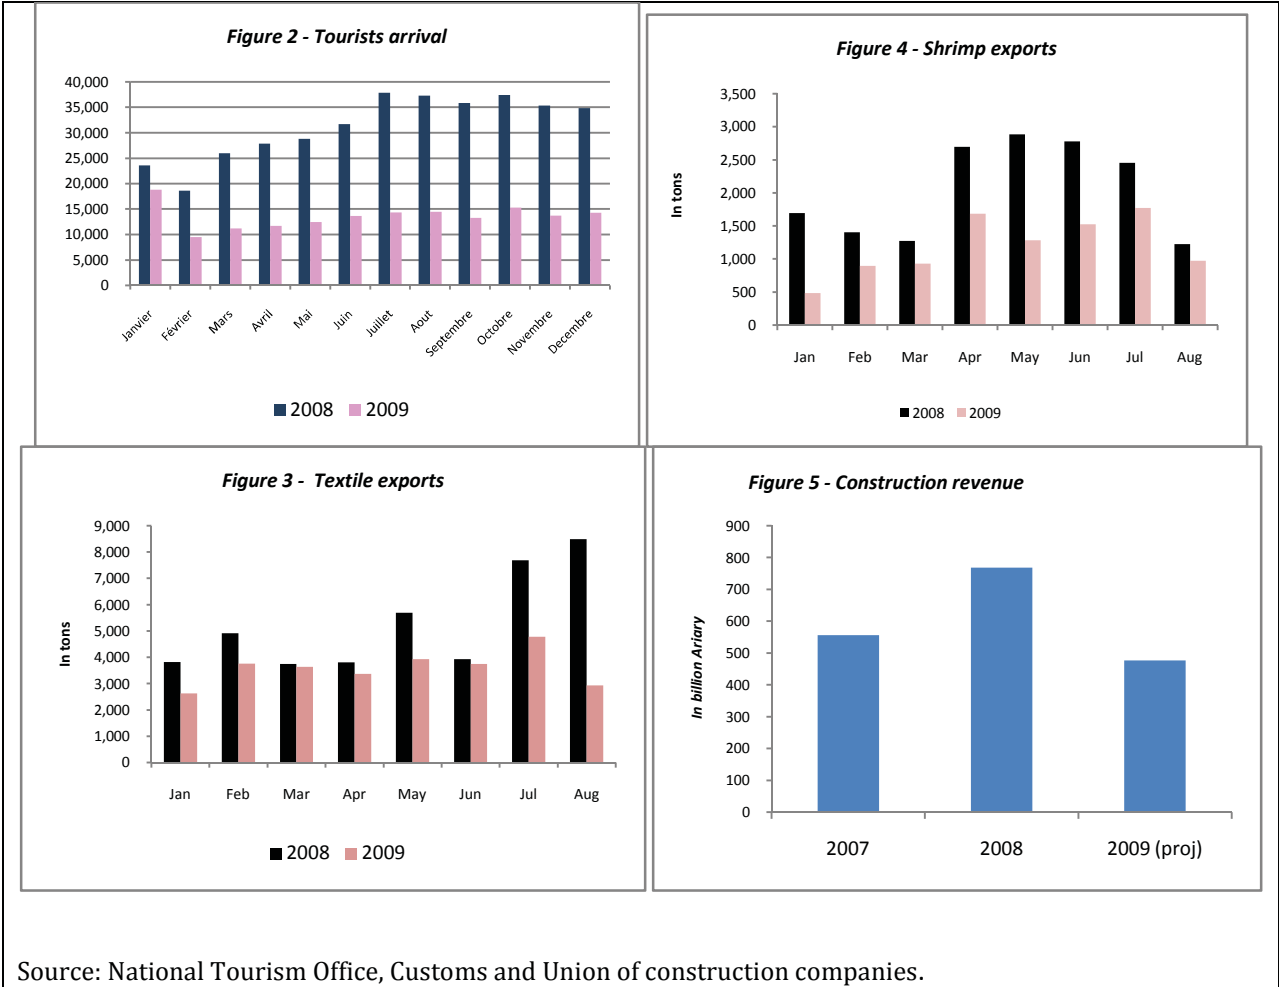 Figure 2 - Tourists arrival
40,000
35,000
30,000
25,000
20,000
15,000
10,000
5,000
0
Janvier
Février
Mars
Avril
Mai
Juin
Juillet
Aout
Septembre
Octobre
Novembre
Decembre
2008 2009
Figure 4 - Shrimp exports
In tons
3,500
3,000
2,500
2,000
1,500
1,000
500
0
Jan Feb Mar Apr May Jun Jul Aug
2008 2009
Figure 3 - Textile exports
In tons
9,000
8,000
7,000
6,000
5,000
4,000
3,000
2,000
1,000
0
Jan Feb Mar Apr May Jun Jul Aug
2008 2009
Figure 5 - Construction revenue
In billion Ariary
900
800
700
600
500
400
300
200
100
0
2007 2008 2009 (proj)
Source: National Tourism Office, Customs and Union of construction companies.